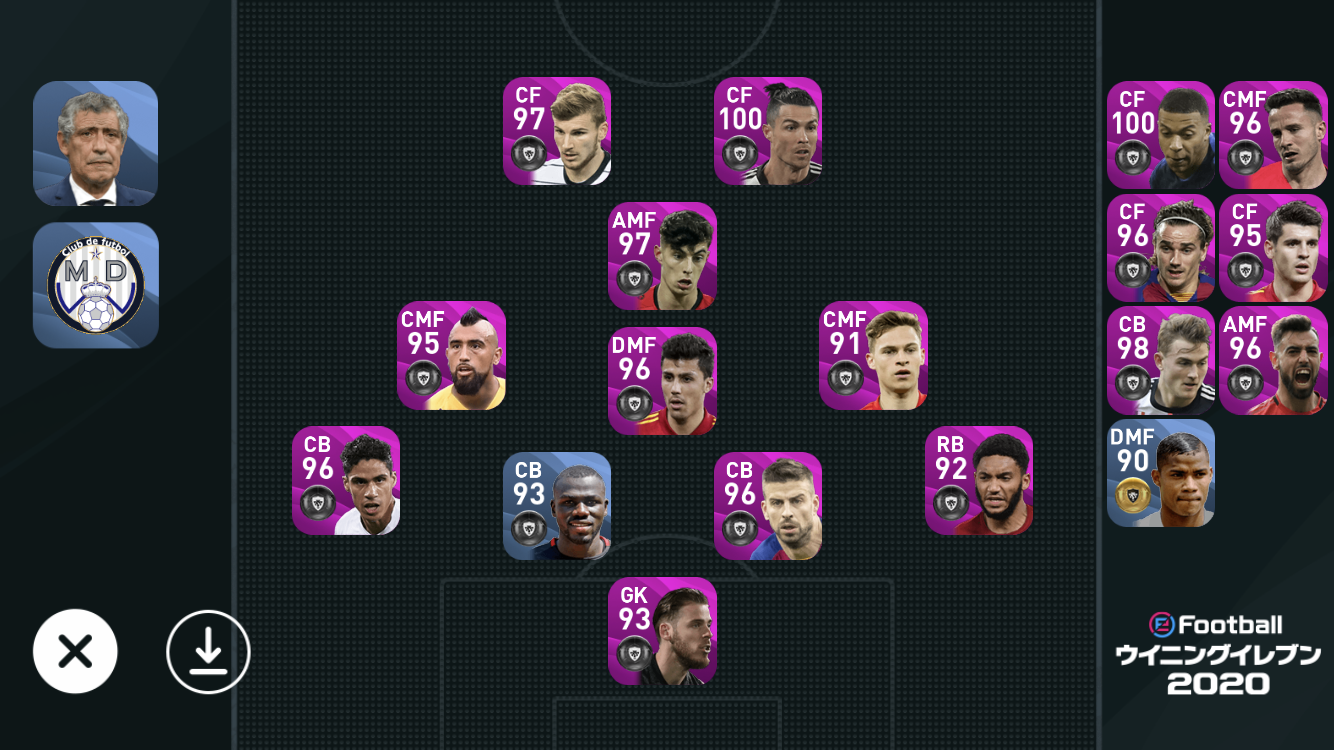 Club de futbol
M D
CF
97
CF
100
AMF
97
CMF
95
DMF
96
CMF
91
CB
96
CB
93
CB
96
RB
92
GK
93
CF
100
CMF
96
CF
96
CF
95
CB
98
AMF
96
DMF
90
eFootball
ウイニングイレブン
2020